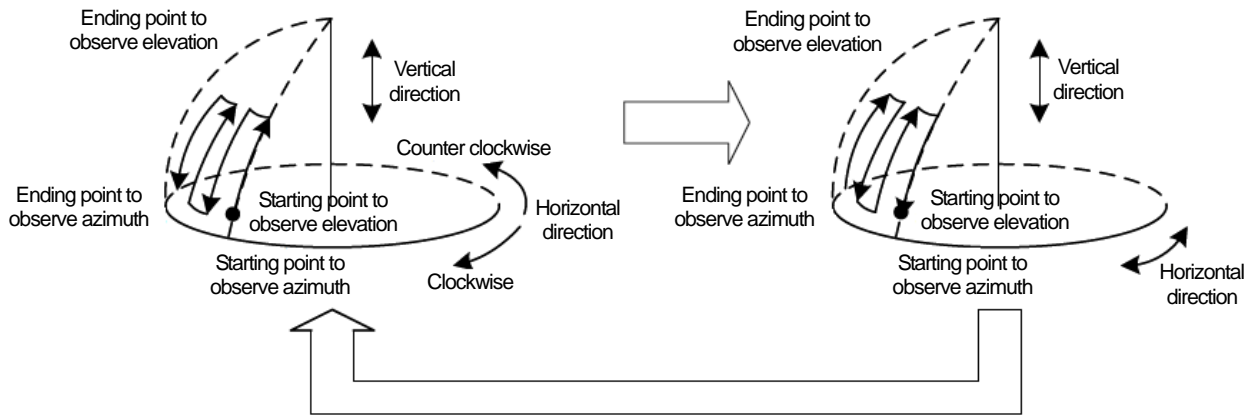 Ending point to
observe elevation
Vertical
direction
Counter clockwise
Ending point to
observe azimuth
Starting point to
observe elevation
Horizontal
direction
Starting point to
observe azimuth
Clockwise
Ending point to
observe elevation
Vertical
direction
Ending point to
observe azimuth
Starting point to
observe elevation
Starting point to
observe azimuth
Horizontal
direction